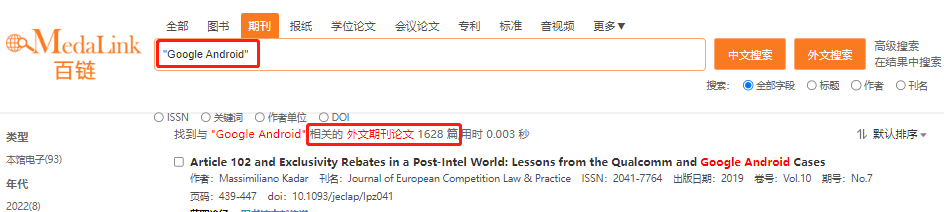 全部 图书 期刊 报纸 学位论文 会议论文 专利 标准 音视频 更多
MedaLink
百链
"Google Android"
中文搜索 外文搜索
高级搜索
在结果中搜索
搜索: 全部字段 标题 作者 刊名
ISSN 关键词 作者单位 DOI
类型
找到与 "Google Android" 相关的 外文期刊论文 1628 篇,用时 0.003 秒
默认排序
本馆电子(93)
Article 102 and Exclusivity Rebates in a Post-Intel World: Lessons from the Qualcomm and Google Android Cases
作者: Massimiliano Kadar 刊名: Journal of European Competition Law & Practice ISSN: 2041-7764 出版日期: 2019 卷号: Vol.10 期号: No.7
年代
页码: 439-447 doi: 10.1093/jeclap/lpz041
2022(8)